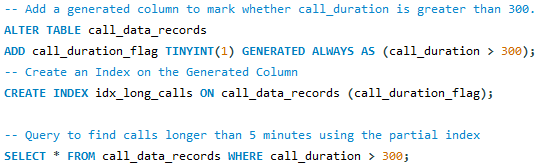 -- Add a generated column to mark whether call_duration is greater than 300.
ALTER TABLE call_data_records
ADD call_duration_flag TINYINT(1) GENERATED ALWAYS AS (call_duration > 300);
-- Create an Index on the Generated Column
CREATE INDEX idx_long_calls ON call_data_records (call_duration_flag);
-- Query to find calls longer than 5 minutes using the partial index
SELECT * FROM call_data_records WHERE call_duration > 300;